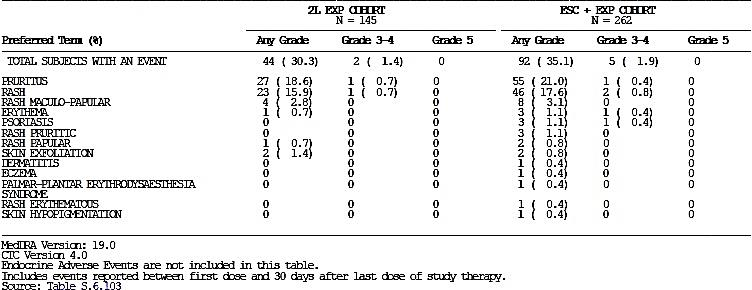 2L EXP COHORT ESC + EXP COHORT
N = 145 N = 262
Preferred Term (%) Any Grade Grade 3-4 Grade 5 Any Grade Grade 3-4 Grade 5
TOTAL SUBJECTS WITH AN EVENT 44 ( 30.3) 2 ( 1.4) 0 92 ( 35.1) 5 ( 1.9) 0
PRURITUS 27 ( 18.6) 1 ( 0.7) 0 55 ( 21.0) 1 ( 0.4) 0
RASH 23 ( 15.9) 1 ( 0.7) 0 46 ( 17.6) 2 ( 0.8) 0
RASH MACULO-PAPULAR 4 ( 2.8) 0 0 8 ( 3.1) 0 0
ERYTHEMA 1 ( 0.7) 0 0 3 ( 1.1) 1 ( 0.4) 0
PSORIASIS 0 0 0 3 ( 1.1) 1 ( 0.4) 0
RASH PRURITIC 0 0 0 3 ( 1.1) 0 0
RASH PAPULAR 1 ( 0.7) 0 0 2 ( 0.8) 0 0
SKIN EXFOLIATION 2 ( 1.4) 0 0 2 ( 0.8) 0 0
DERMATITIS 0 0 0 1 ( 0.4) 0 0
ECZEMA 0 0 0 1 ( 0.4) 0 0
PALMAR-PLANTAR ERYTHRODYSAESTHESIA 0 0 0 1 ( 0.4) 0 0
SYNDROME
RASH ERYTHEMATOUS 0 0 0 1 ( 0.4) 0 0
SKIN HYPOPIGMENTATION 0 0 0 1 ( 0.4) 0 0
MedDRA Version: 19.0
CTC Version 4.0
Endocrine Adverse Events are not included in this table.
Includes events reported between first dose and 30 days after last dose of study therapy.
Source: Table S.6.103